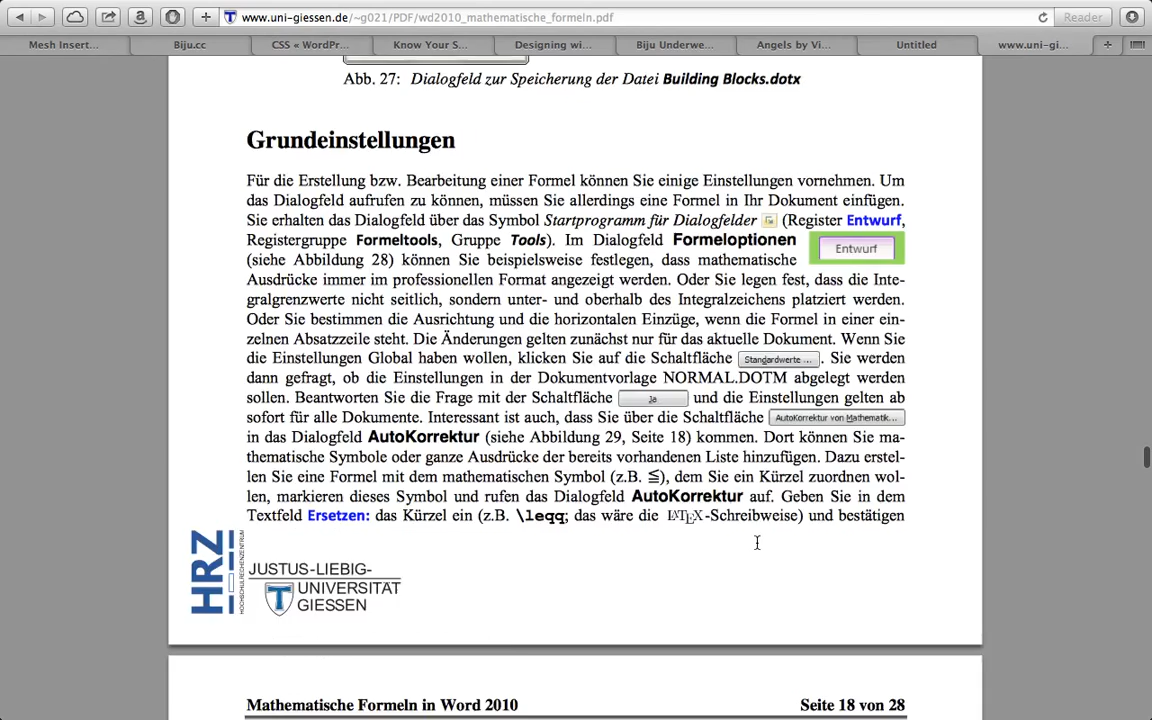 www.uni-giessen.de/~g021/PDF/wd2010_mathematische_formeln.pdf
Reader
Mesh Insert...
Biju.cc
CSS « WordPr...
Know Your S...
Designing wi...
Biju Underwe...
Angels by Vi...
Untitled
www.uni-gi...
Abb. 27: Dialogfeld zur Speicherung der Datei Building Blocks.dotx
Grundeinstellungen
Für die Erstellung bzw. Bearbeitung einer Formel können Sie einige Einstellungen vornehmen. Um
das Dialogfeld aufrufen zu können, müssen Sie allerdings eine Formel in Ihr Dokument einfügen.
Sie erhalten das Dialogfeld über das Symbol Startprogramm für Dialogfelder (Register Entwurf,
Registergruppe Formeltools, Gruppe Tools). Im Dialogfeld Formeloptionen
Entwurf
(siehe Abbildung 28) können Sie beispielsweise festlegen, dass mathematische
Ausdrücke immer im professionellen Format angezeigt werden. Oder Sie legen fest, dass die Inte-
gralgrenzwerte nicht seitlich, sondern unter- und oberhalb des Integralzeichens platziert werden.
Oder Sie bestimmen die Ausrichtung und die horizontalen Einzüge, wenn die Formel in einer ein-
zelnen Absatzzeile steht. Die Änderungen gelten zunächst nur für das aktuelle Dokument. Wenn Sie
die Einstellungen Global haben wollen, klicken Sie auf die Schaltfläche Standardwerte ... . Sie werden
dann gefragt, ob die Einstellungen in der Dokumentvorlage NORMAL.DOTM abgelegt werden
sollen. Beantworten Sie die Frage mit der Schaltfläche Ja und die Einstellungen gelten ab
sofort für alle Dokumente. Interessant ist auch, dass Sie über die Schaltfläche AutoKorrektur von Mathematik...
in das Dialogfeld AutoKorrektur (siehe Abbildung 29, Seite 18) kommen. Dort können Sie ma-
thematische Symbole oder ganze Ausdrücke der bereits vorhandenen Liste hinzufügen. Dazu erstel-
len Sie eine Formel mit dem mathematischen Symbol (z.B. ≦), dem Sie ein Kürzel zuordnen wol-
len, markieren dieses Symbol und rufen das Dialogfeld AutoKorrektur auf. Geben Sie in dem
Textfeld Ersetzen: das Kürzel ein (z.B. \leqq; das wäre die LATEX-Schreibweise) und bestätigen
HRZ
HOCHSCHULRECHENZENTRUM
JUSTUS-LIEBIG-
UNIVERSITÄT
GIESSEN
Mathematische Formeln in Word 2010 Seite 18 von 28